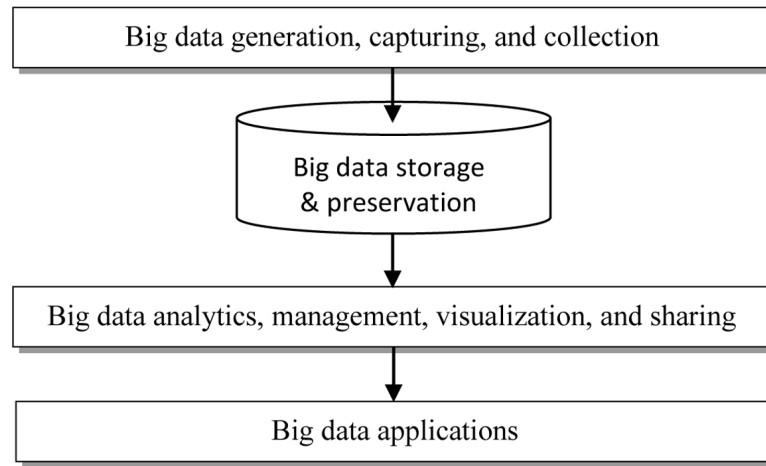 Big data generation, capturing, and collection
Big data storage
& preservation
Big data analytics, management, visualization, and sharing
Big data applications